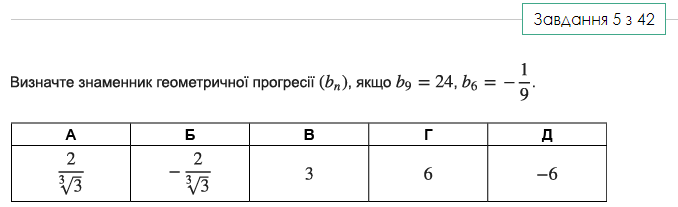 Завдання 5 з 42
Визначте знаменник геометричної прогресії (bₙ), якщо b₉ = 24, b₆ = −1/9.
А Б В Г Д
2/∛3 −2/∛3 3 6 −6